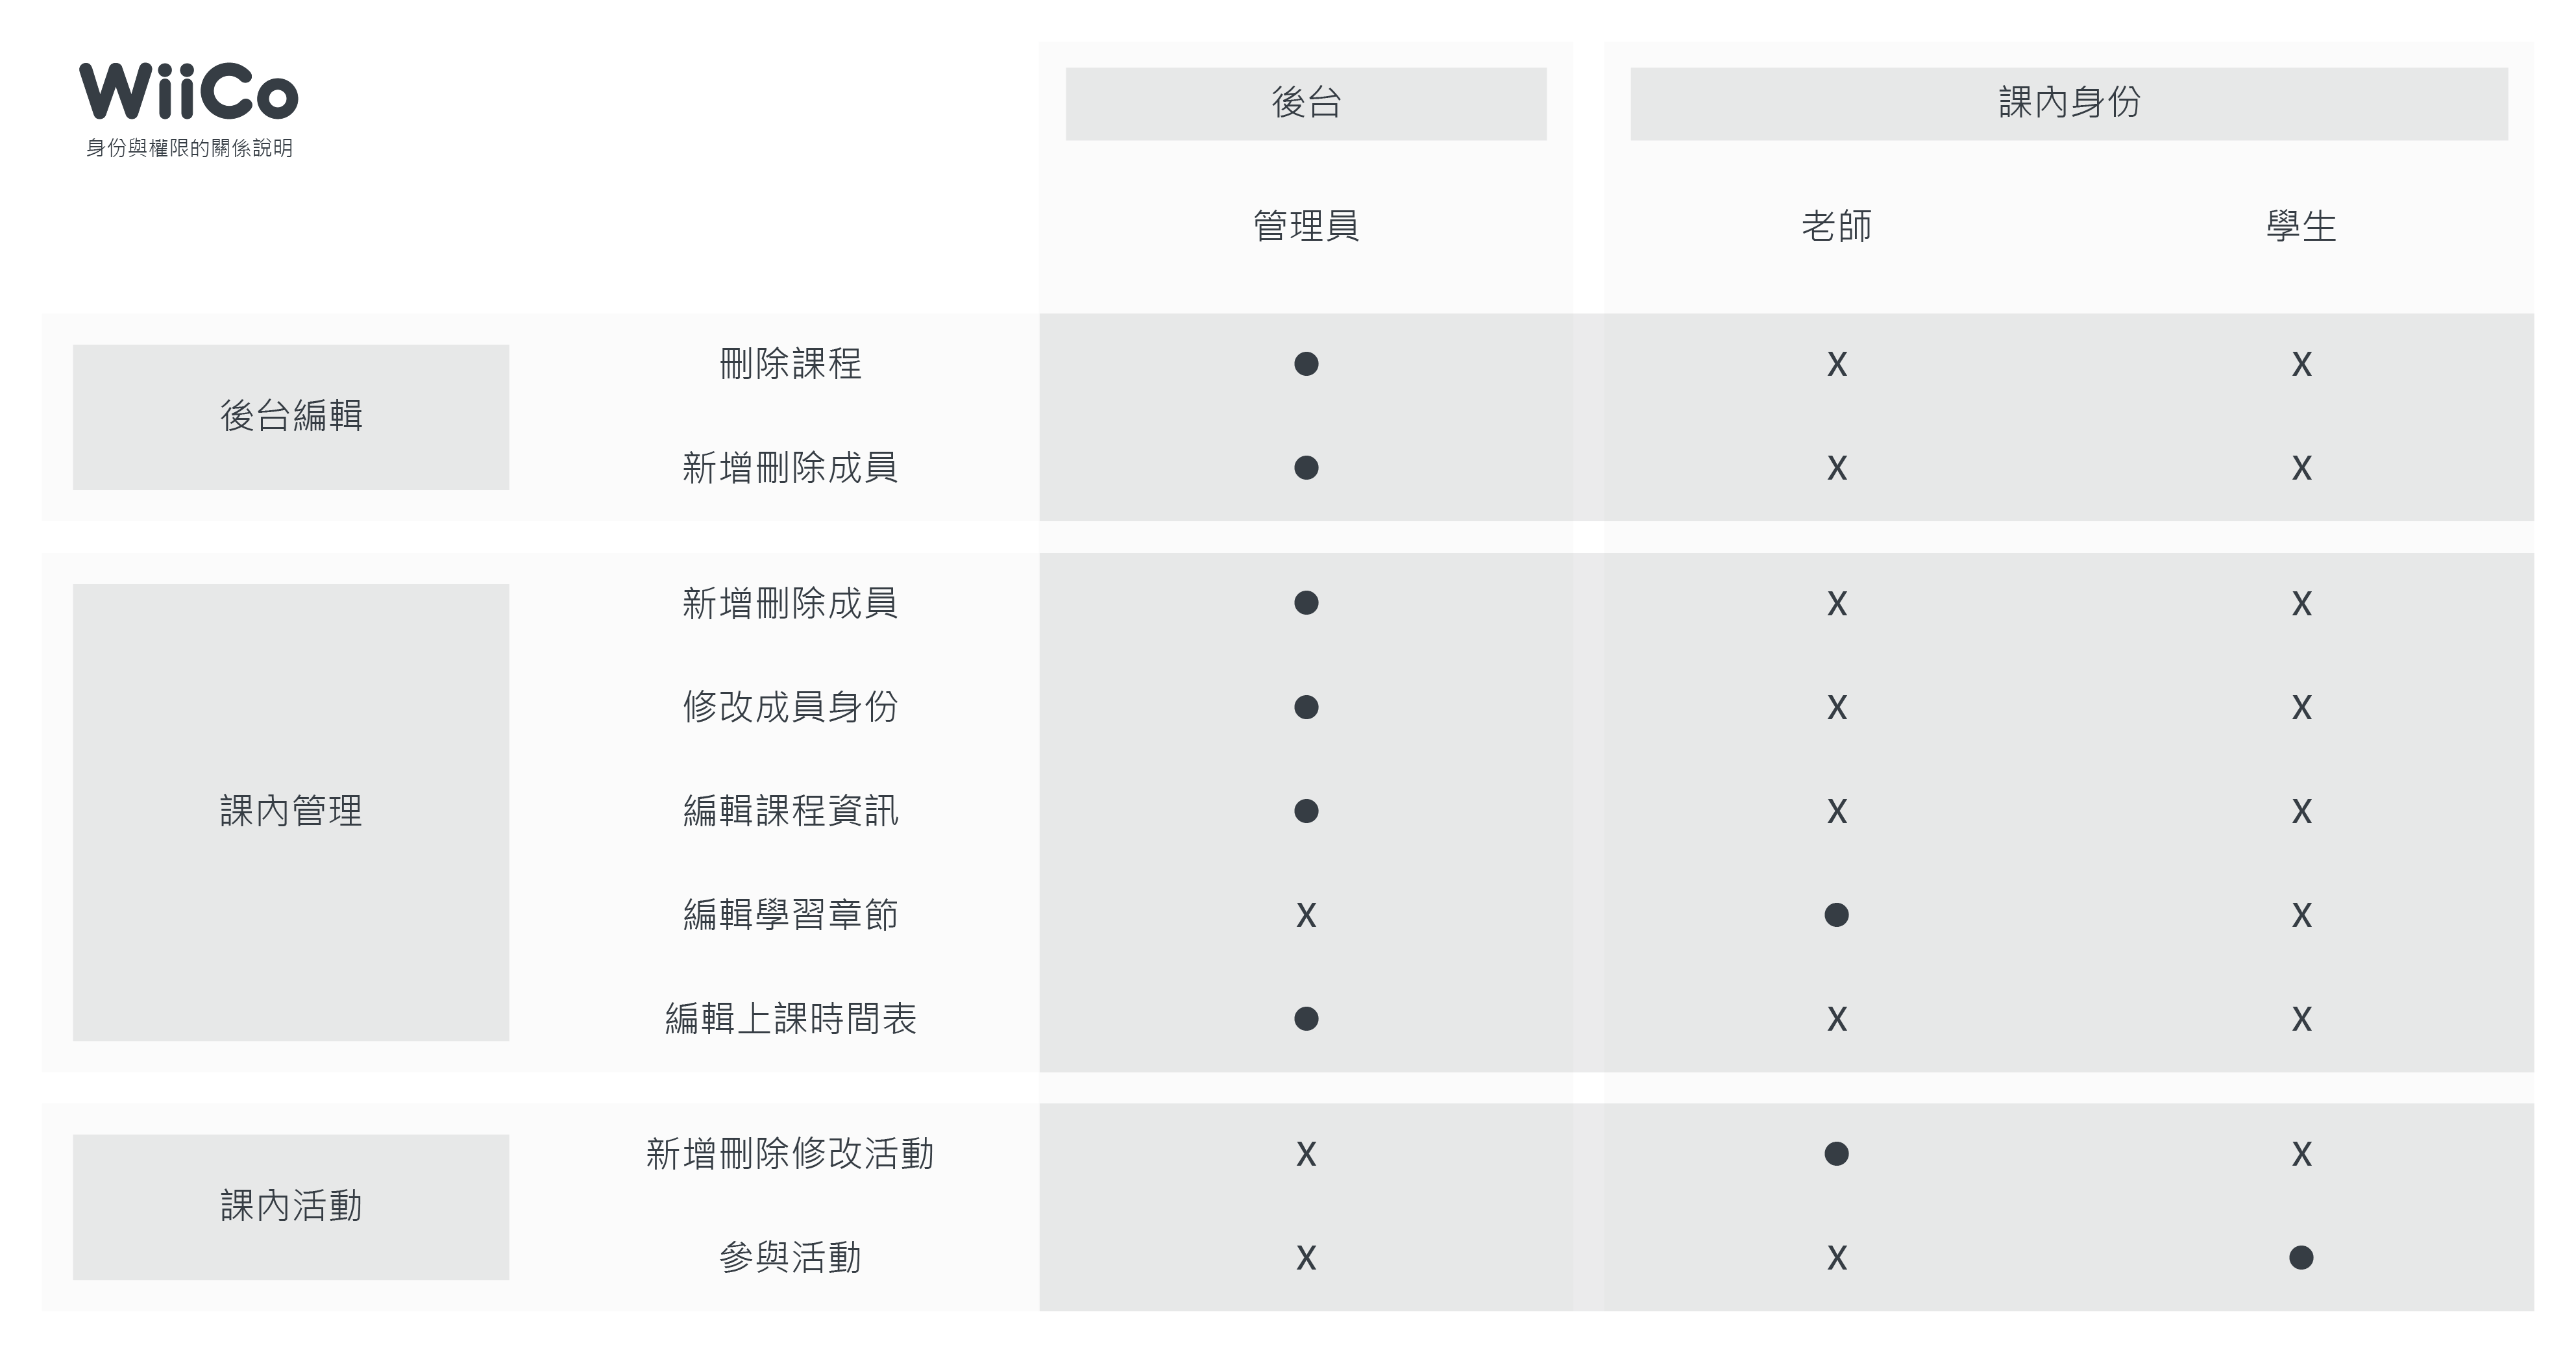 WiiCo
身份與權限的關係說明
後台 課內身份
管理員 老師 學生
後台編輯
刪除課程 ● X X
新增刪除成員 ● X X
課內管理
新增刪除成員 ● X X
修改成員身份 ● X X
編輯課程資訊 ● X X
編輯學習章節 X ● X
編輯上課時間表 ● X X
課內活動
新增刪除修改活動 X ● X
參與活動 X X ●